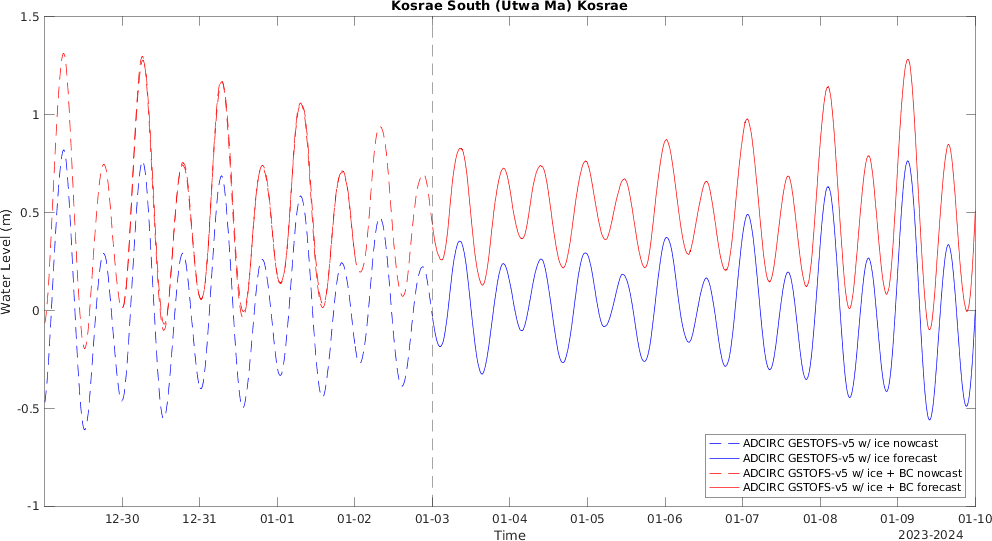 Kosrae South (Utwa Ma) Kosrae
1.5
1
0.5
0
-0.5
-1
Water Level (m)
ADCIRC GESTOFS-v5 w/ ice nowcast
ADCIRC GESTOFS-v5 w/ ice forecast
ADCIRC GSTOFS-v5 w/ ice + BC nowcast
ADCIRC GSTOFS-v5 w/ ice + BC forecast
12-30 12-31 01-01 01-02 01-03 01-04 01-05 01-06 01-07 01-08 01-09 01-10
Time
2023-2024